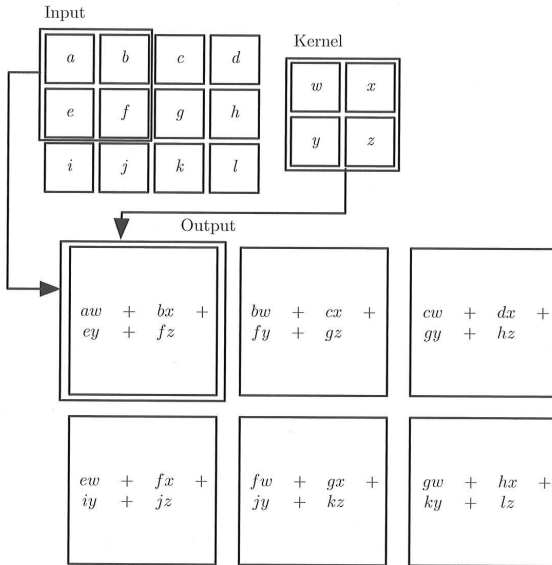 Input
a b c d
Kernel
w x
e f g h
y z
i j k l
Output
aw + bx +
ey + fz
bw + cx +
fy + gz
cw + dx +
gy + hz
ew + fx +
iy + jz
fw + gx +
jy + kz
gw + hx +
ky + lz